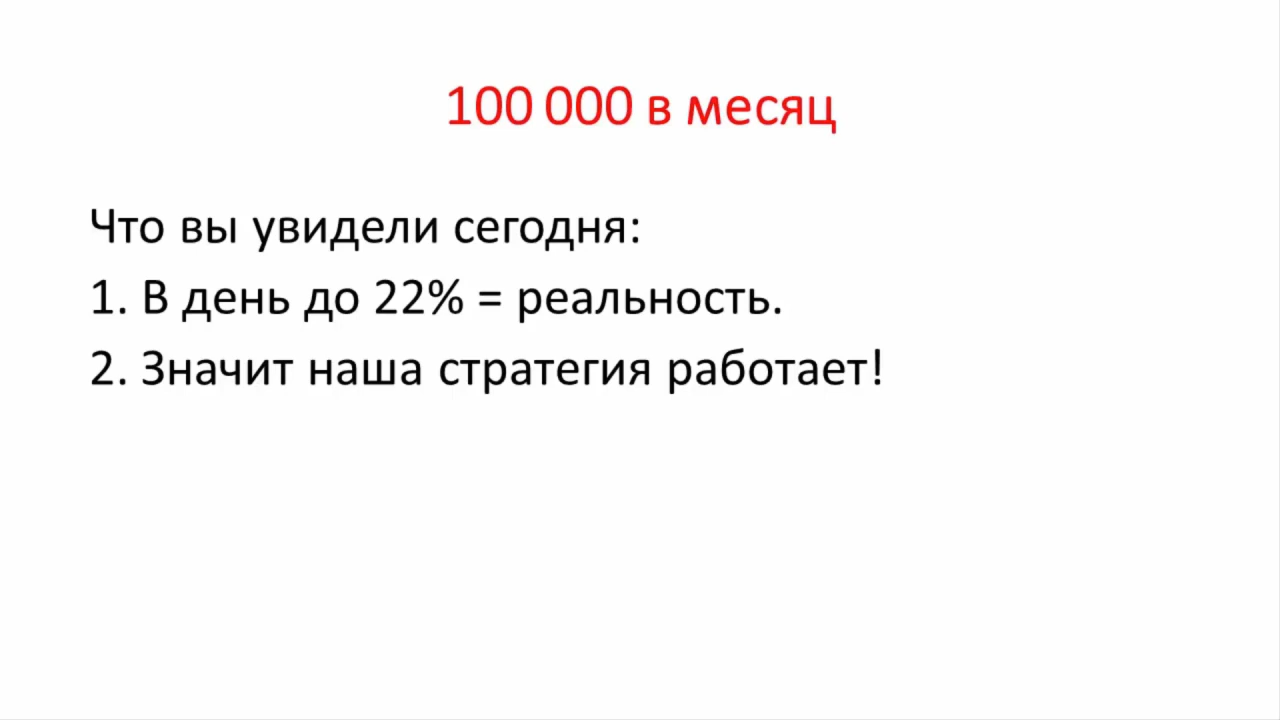 100 000 в месяц
Что вы увидели сегодня:
1. В день до 22% = реальность.
2. Значит наша стратегия работает!